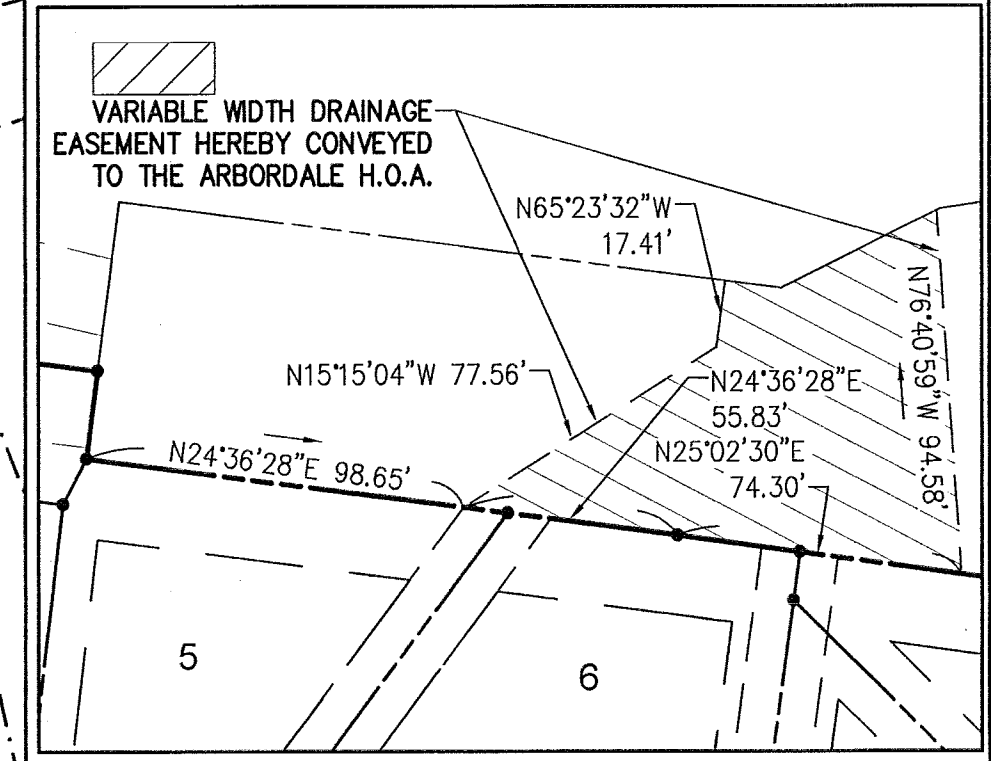 VARIABLE WIDTH DRAINAGE
EASEMENT HEREBY CONVEYED
TO THE ARBORDALE H.O.A.
N65°23'32"W
17.41'
N76°40'59"W 94.58'
N15°15'04"W 77.56'
N24°36'28"E
55.83'
N25°02'30"E
74.30'
N24°36'28"E 98.65'
5
6